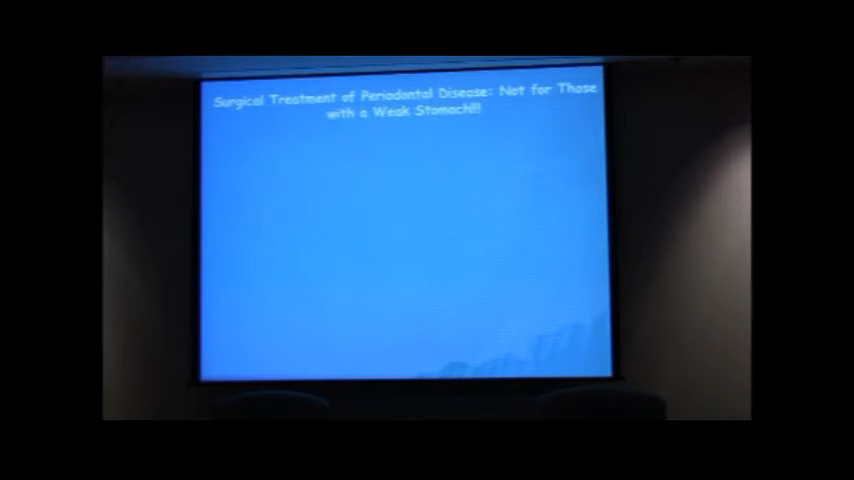 Surgical Treatment of Periodontal Disease: Not for Those
with a Weak Stomach!!!